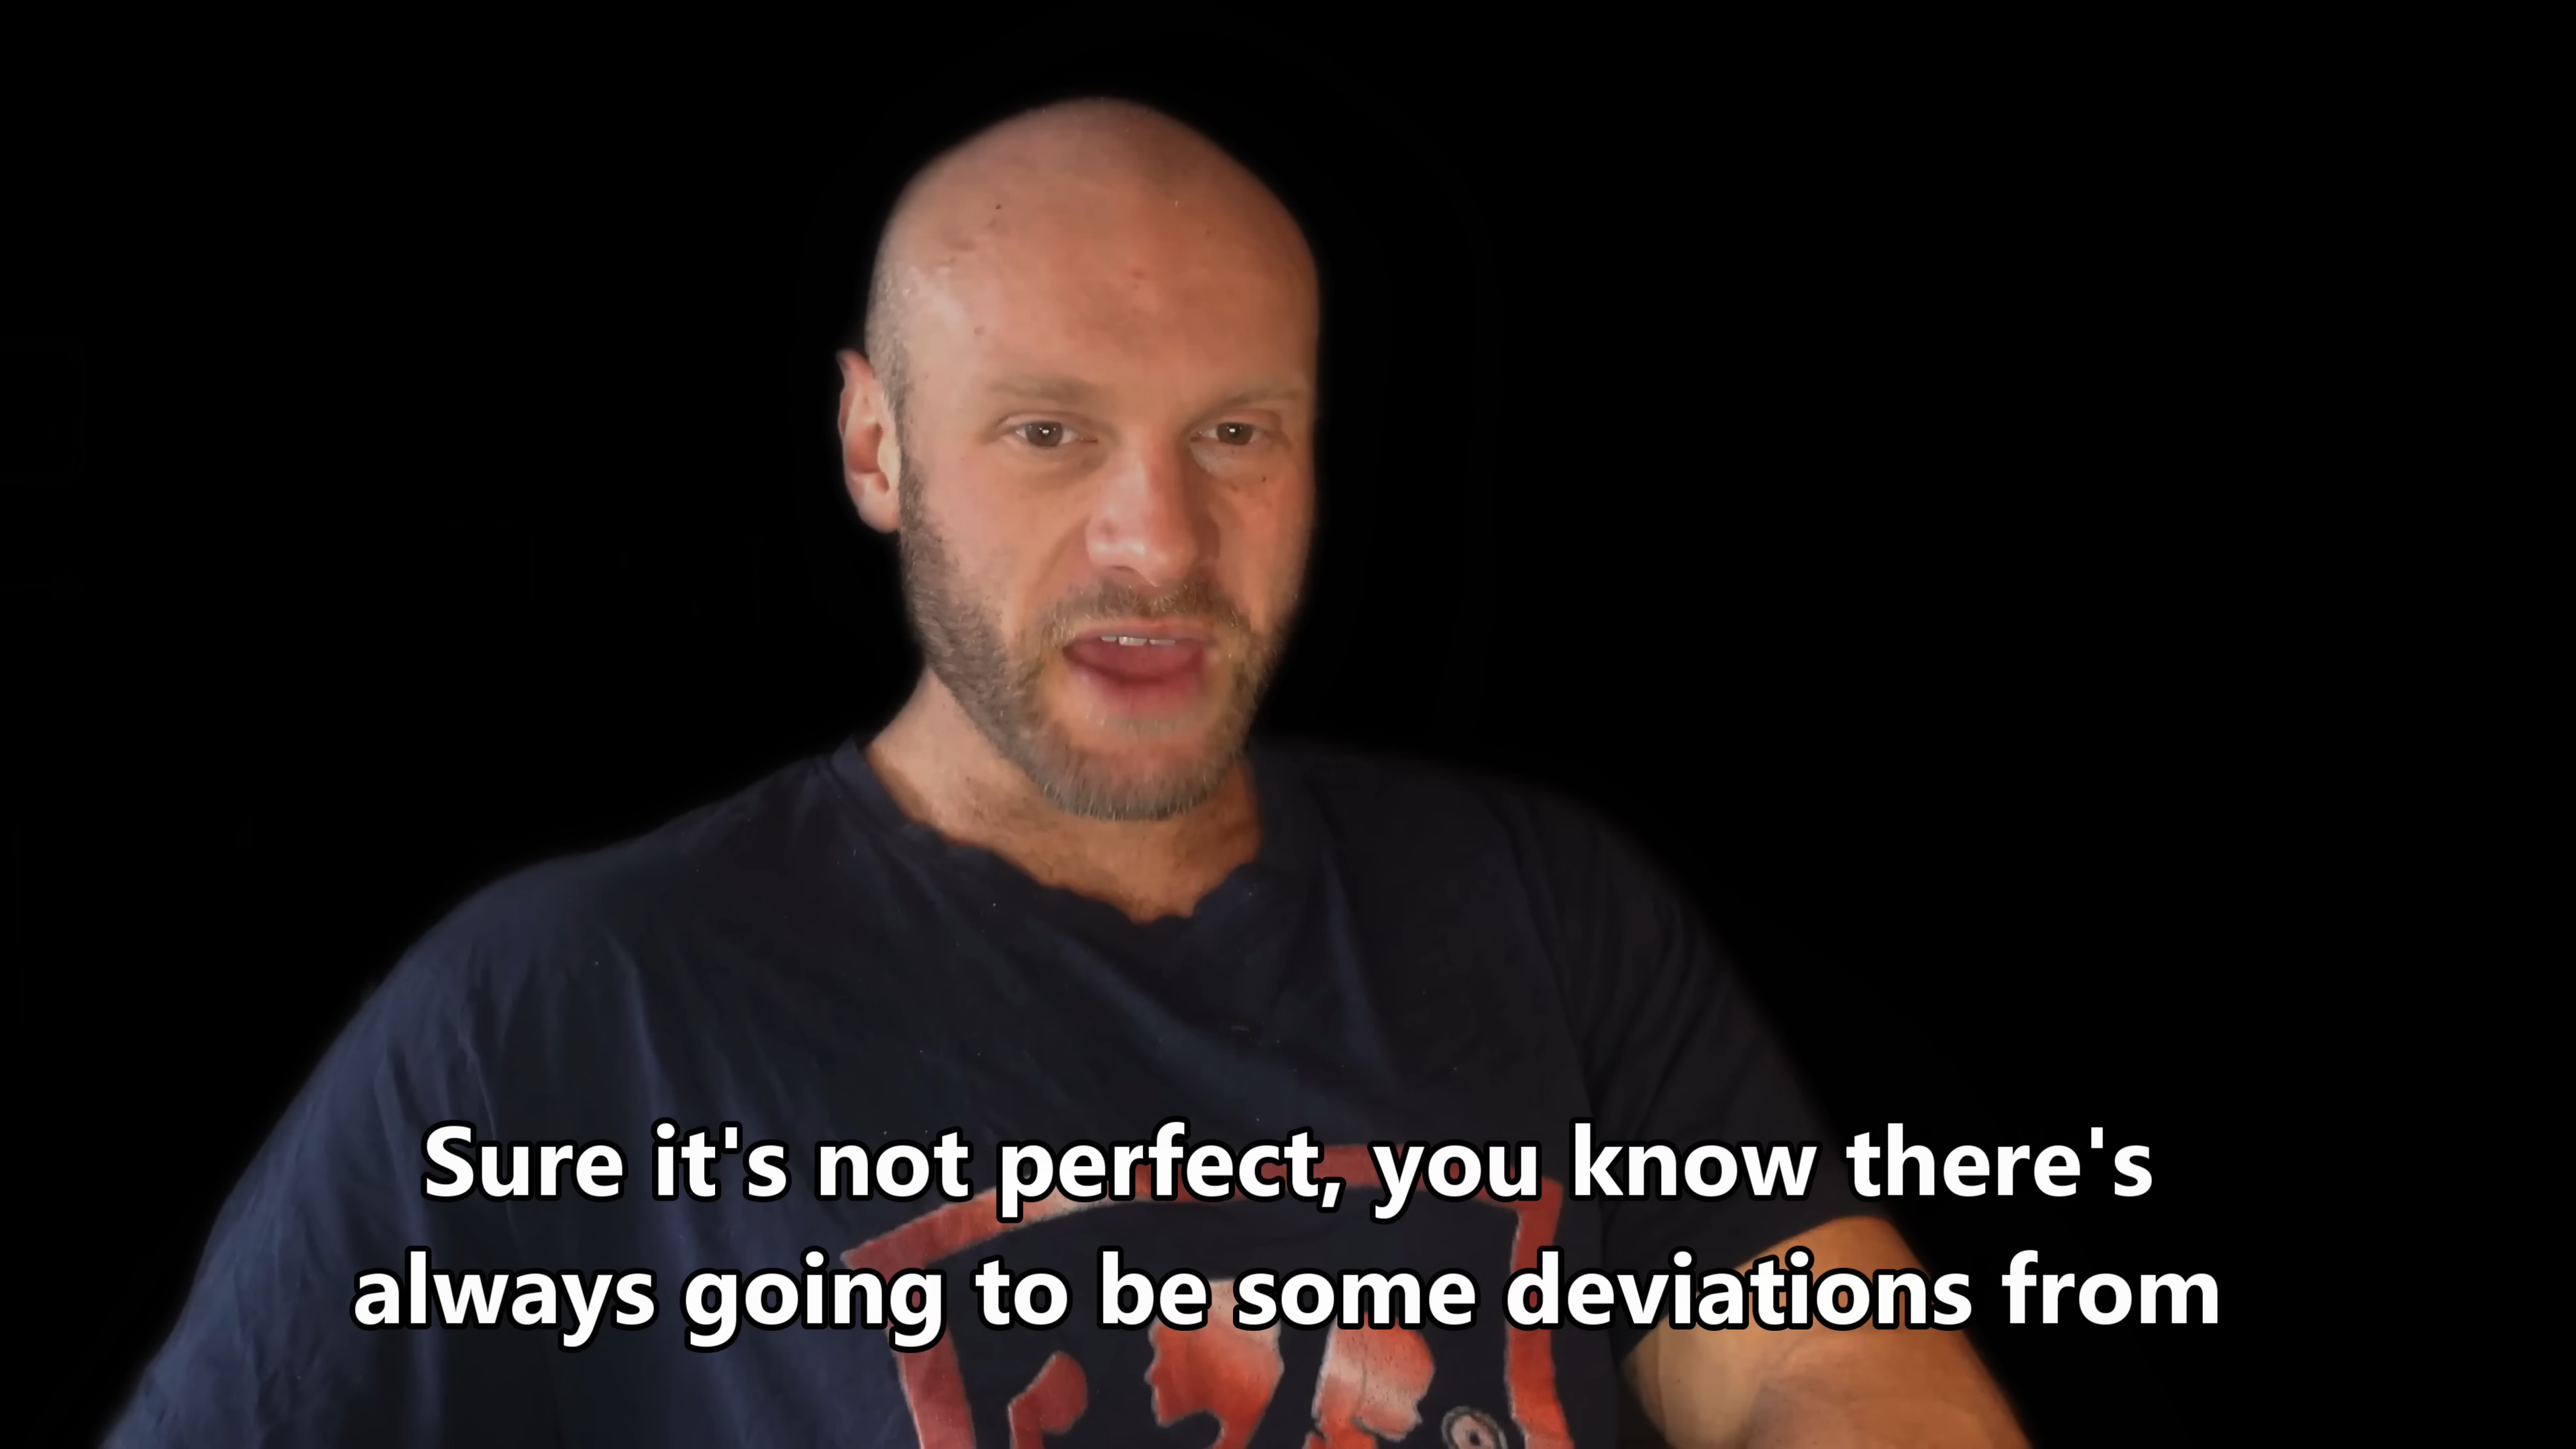 Sure it's not perfect, you know there's
always going to be some deviations from